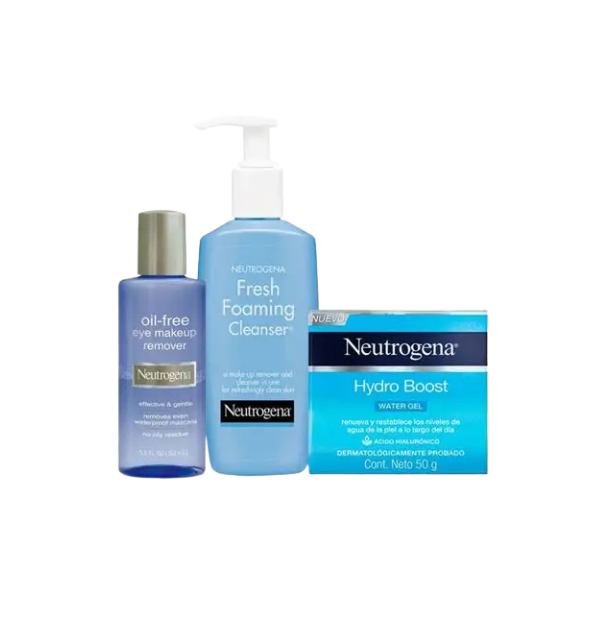 oil-free
eye makeup
remover
Neutrogena
effective & gentle
removes even
waterproof mascara
no oily residue
NEUTROGENA
Fresh
Foaming
Cleanser®
a make up remover and
cleanser in one
for refreshingly clean skin
Neutrogena®
NUEVO
Neutrogena®
Hydro Boost
WATER GEL
renueva y restablece los niveles de
agua de la piel a lo largo del día
ÁCIDO HIALURÓNICO
DERMATOLÓGICAMENTE PROBADO
Cont. Neto 50 g